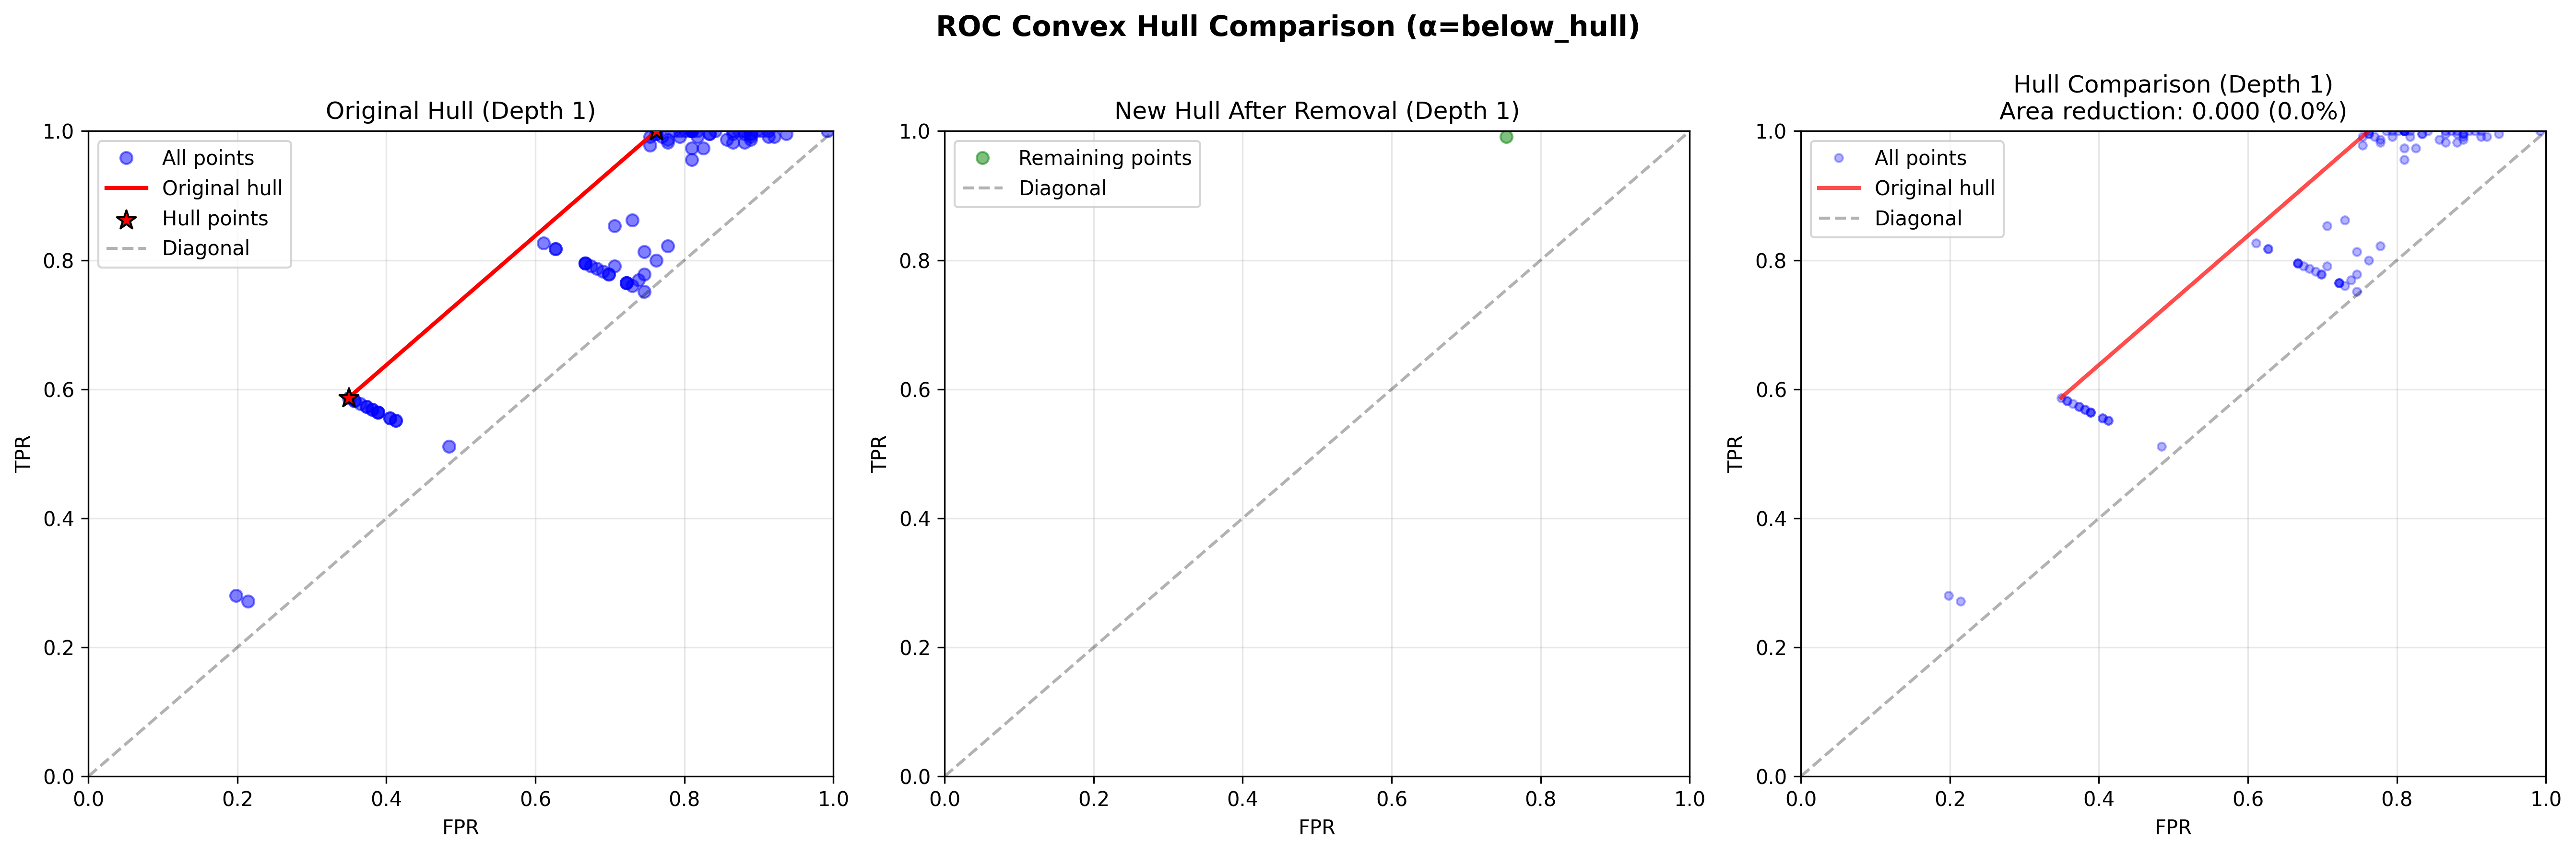 ROC Convex Hull Comparison (α=below_hull)
Original Hull (Depth 1)
All points
Original hull
Hull points
Diagonal
1.0
0.8
0.6
0.4
0.2
0.0
TPR
0.0 0.2 0.4 0.6 0.8 1.0
FPR
New Hull After Removal (Depth 1)
Remaining points
Diagonal
1.0
0.8
0.6
0.4
0.2
0.0
TPR
0.0 0.2 0.4 0.6 0.8 1.0
FPR
Hull Comparison (Depth 1)
Area reduction: 0.000 (0.0%)
All points
Original hull
Diagonal
1.0
0.8
0.6
0.4
0.2
0.0
TPR
0.0 0.2 0.4 0.6 0.8 1.0
FPR